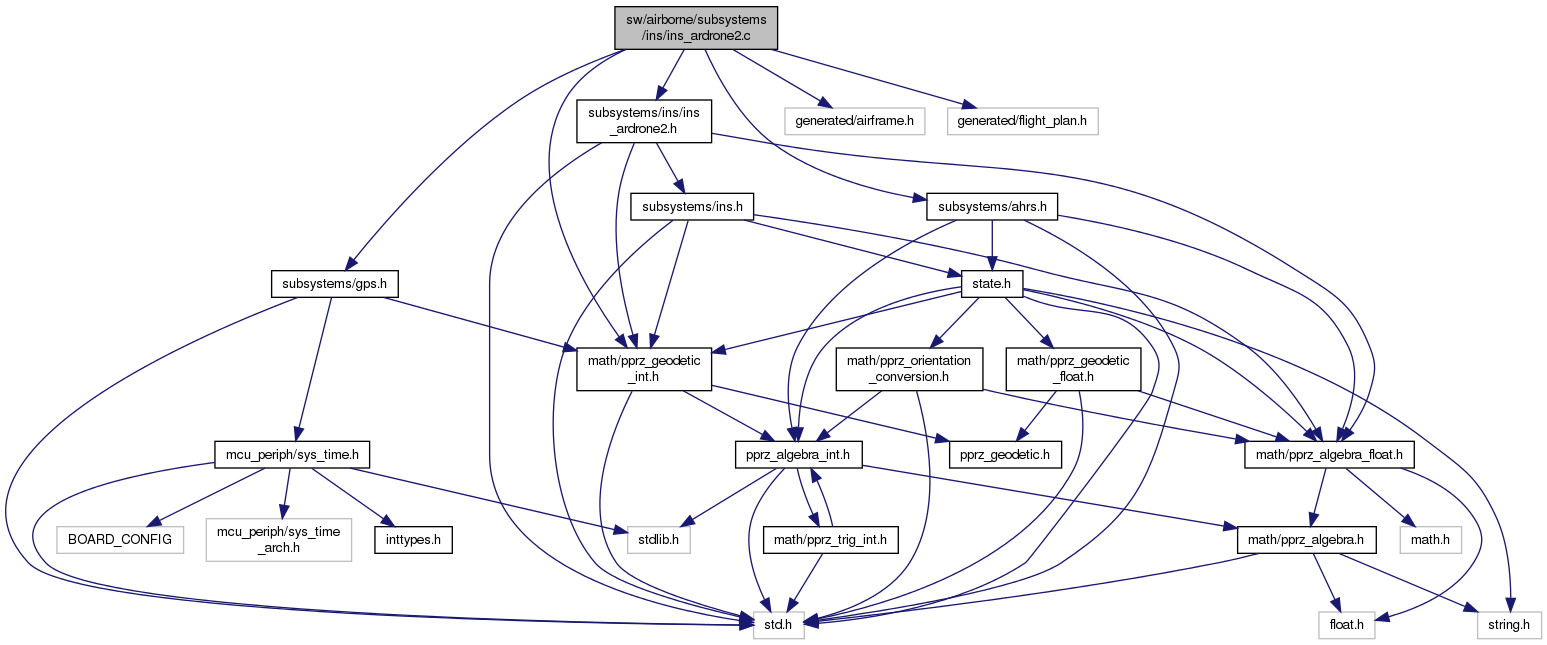 sw/airborne/subsystems
/ins/ins_ardrone2.c
subsystems/ins/ins
_ardrone2.h
generated/airframe.h
generated/flight_plan.h
subsystems/ins.h
subsystems/ahrs.h
subsystems/gps.h
state.h
math/pprz_geodetic
_int.h
math/pprz_orientation
_conversion.h
math/pprz_geodetic
_float.h
mcu_periph/sys_time.h
pprz_algebra_int.h
pprz_geodetic.h
math/pprz_algebra_float.h
BOARD_CONFIG
mcu_periph/sys_time
_arch.h
inttypes.h
stdlib.h
math/pprz_trig_int.h
math/pprz_algebra.h
math.h
std.h
float.h
string.h